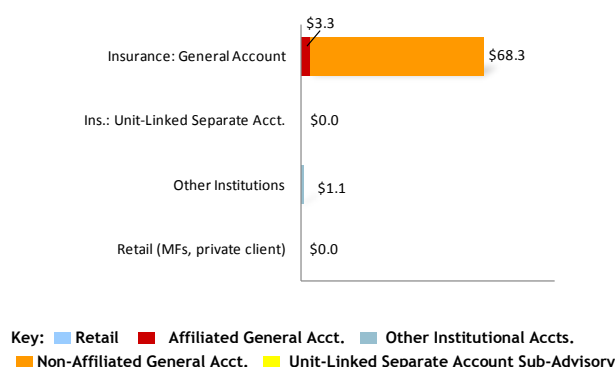 $3.3
Insurance: General Account
$68.3
Ins.: Unit-Linked Separate Acct.
$0.0
Other Institutions
$1.1
Retail (MFs, private client)
$0.0
Key: Retail Affiliated General Acct. Other Institutional Accts.
Non-Affiliated General Acct. Unit-Linked Separate Account Sub-Advisory